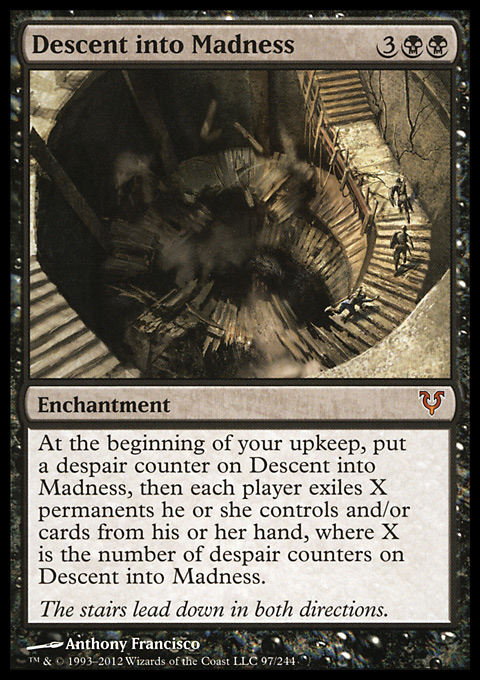 Descent into Madness 3
Enchantment
At the beginning of your upkeep, put
a despair counter on Descent into
Madness, then each player exiles X
permanents he or she controls and/or
cards from his or her hand, where X
is the number of despair counters on
Descent into Madness.
The stairs lead down in both directions.
Anthony Francisco
™ & © 1993–2012 Wizards of the Coast LLC 97/244